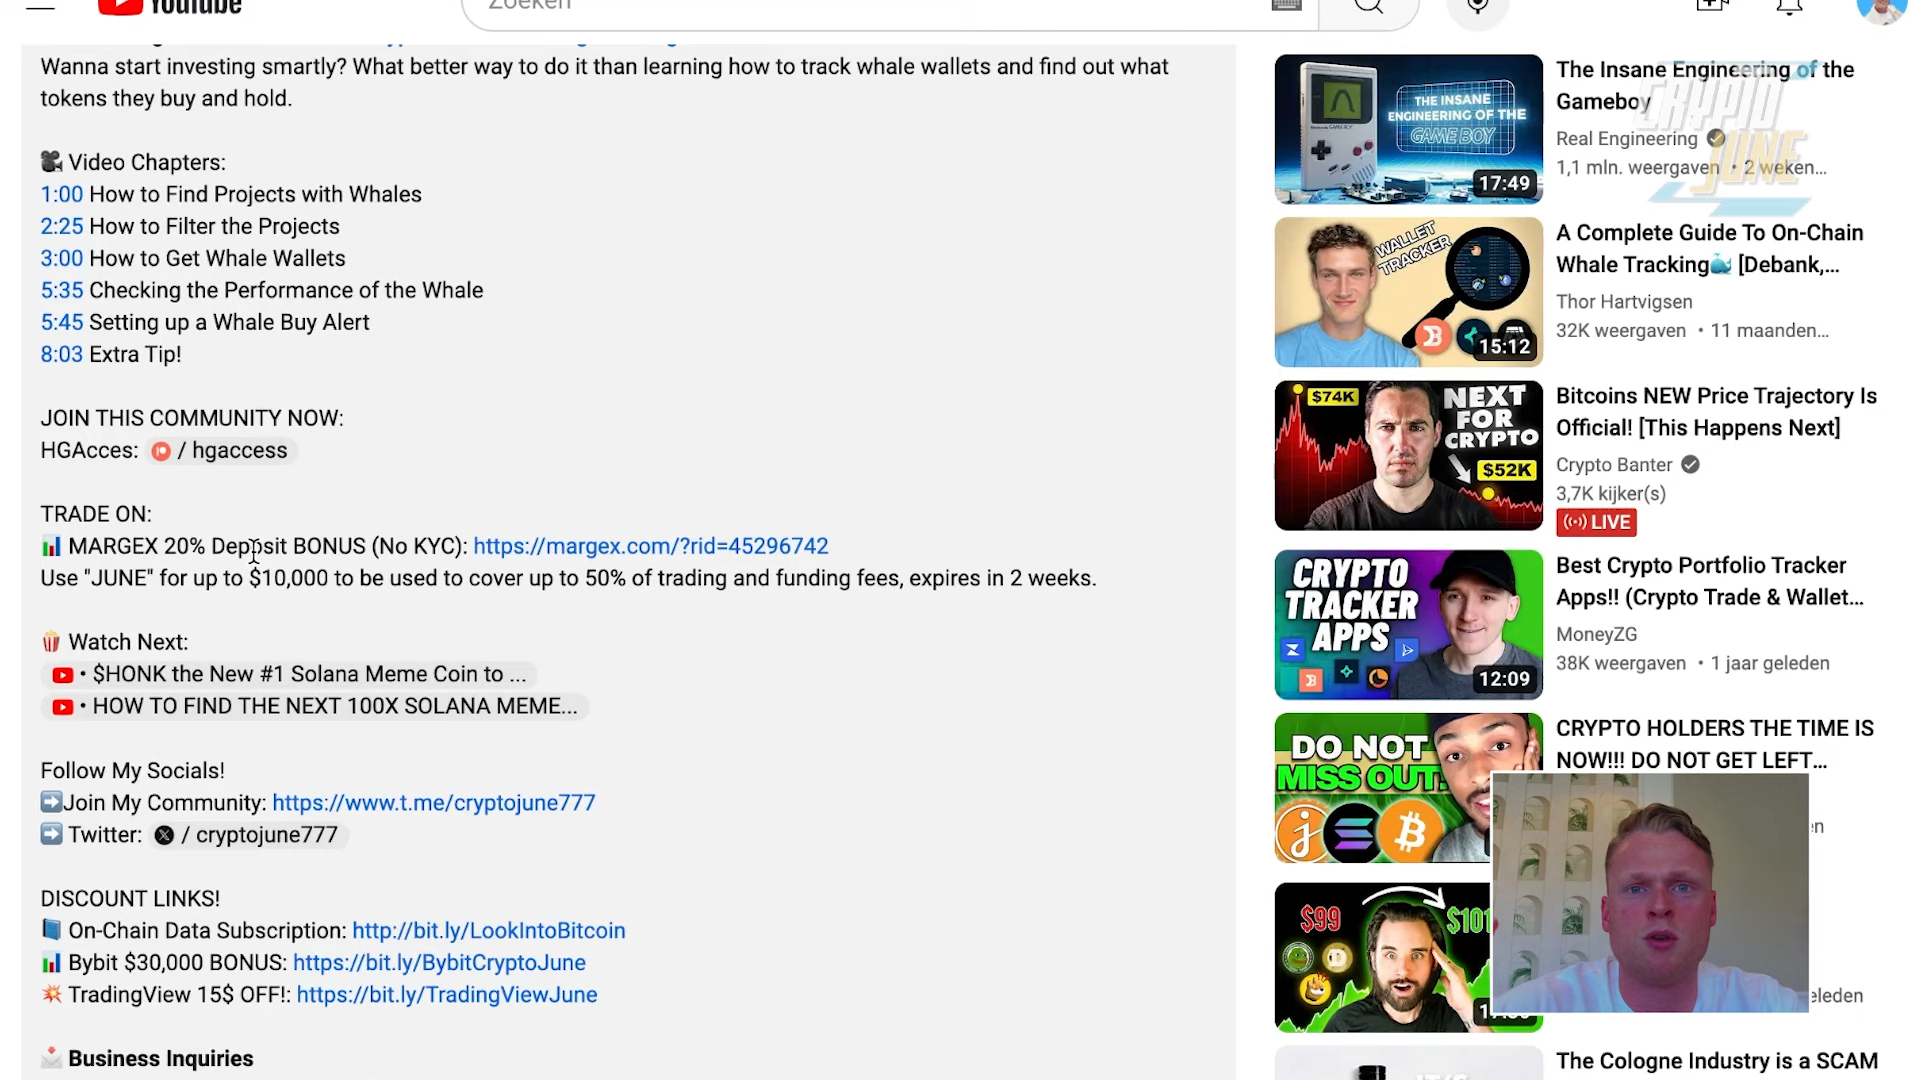 YouTube
Zoeken
Wanna start investing smartly? What better way to do it than learning how to track whale wallets and find out what
tokens they buy and hold.
Video Chapters:
1:00 How to Find Projects with Whales
2:25 How to Filter the Projects
3:00 How to Get Whale Wallets
5:35 Checking the Performance of the Whale
5:45 Setting up a Whale Buy Alert
8:03 Extra Tip!
JOIN THIS COMMUNITY NOW:
HGAcces: / hgaccess
TRADE ON:
MARGEX 20% Deposit BONUS (No KYC): https://margex.com/?rid=45296742
Use "JUNE" for up to $10,000 to be used to cover up to 50% of trading and funding fees, expires in 2 weeks.
Watch Next:
• $HONK the New #1 Solana Meme Coin to ...
• HOW TO FIND THE NEXT 100X SOLANA MEME...
Follow My Socials!
Join My Community: https://www.t.me/cryptojune777
Twitter: / cryptojune777
DISCOUNT LINKS!
On-Chain Data Subscription: http://bit.ly/LookIntoBitcoin
Bybit $30,000 BONUS: https://bit.ly/BybitCryptoJune
TradingView 15$ OFF!: https://bit.ly/TradingViewJune
Business Inquiries
THE INSANE
ENGINEERING OF THE
GAME BOY
17:49
The Insane Engineering of the
Gameboy
Real Engineering
1,1 mln. weergaven • 2 weken...
CRYPTO
JUNE
WALLET
TRACKER
15:12
A Complete Guide To On-Chain
Whale Tracking [Debank,...
Thor Hartvigsen
32K weergaven • 11 maanden...
$74K
NEXT
FOR
CRYPTO
$52K
Bitcoins NEW Price Trajectory Is
Official! [This Happens Next]
Crypto Banter
3,7K kijker(s)
LIVE
CRYPTO
TRACKER
APPS
12:09
Best Crypto Portfolio Tracker
Apps!! (Crypto Trade & Wallet...
MoneyZG
38K weergaven • 1 jaar geleden
DO NOT
MISS OUT!
CRYPTO HOLDERS THE TIME IS
NOW!!! DO NOT GET LEFT...
en
$99
$101
eleden
The Cologne Industry is a SCAM